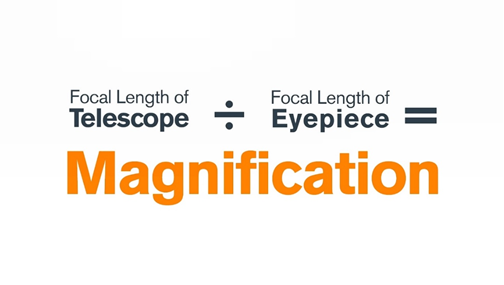 Focal Length of ÷ Focal Length of =
Telescope Eyepiece
Magnification